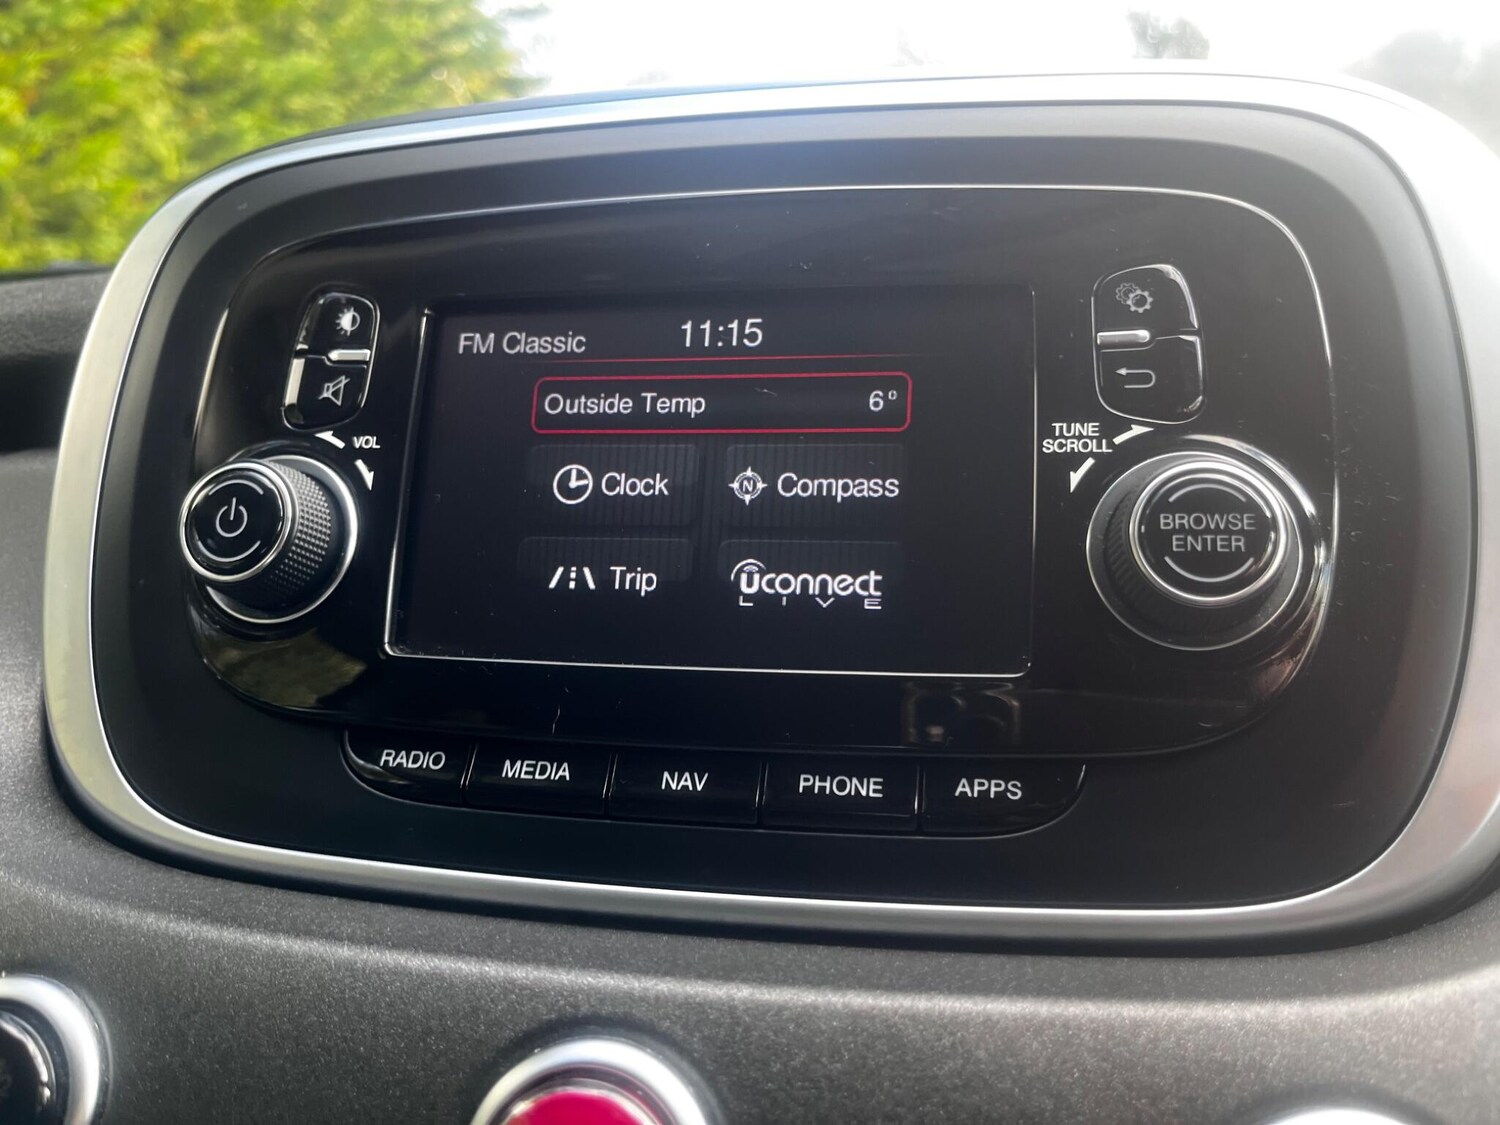 FM Classic 11:15
Outside Temp 6°
Clock
N Compass
Trip
uconnect
LIVE
VOL
TUNE
SCROLL
BROWSE
ENTER
RADIO MEDIA NAV PHONE APPS